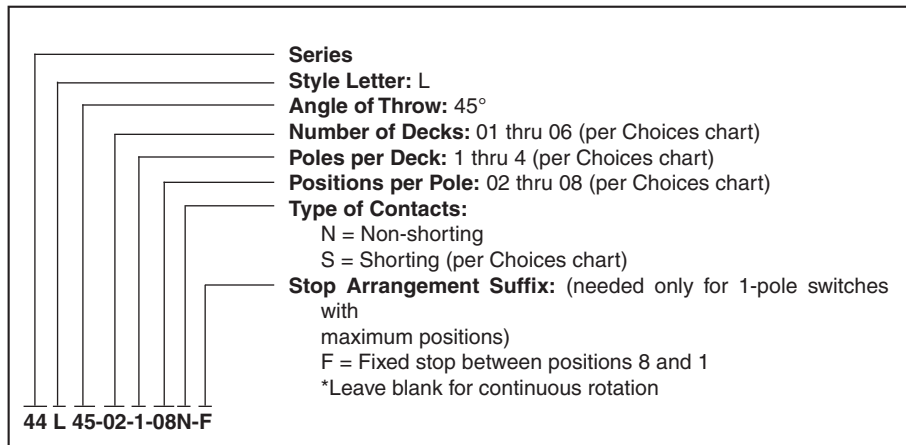 Series
Style Letter: L
Angle of Throw: 45°
Number of Decks: 01 thru 06 (per Choices chart)
Poles per Deck: 1 thru 4 (per Choices chart)
Positions per Pole: 02 thru 08 (per Choices chart)
Type of Contacts:
N = Non-shorting
S = Shorting (per Choices chart)
Stop Arrangement Suffix: (needed only for 1-pole switches
with
maximum positions)
F = Fixed stop between positions 8 and 1
*Leave blank for continuous rotation
44 L 45-02-1-08N-F